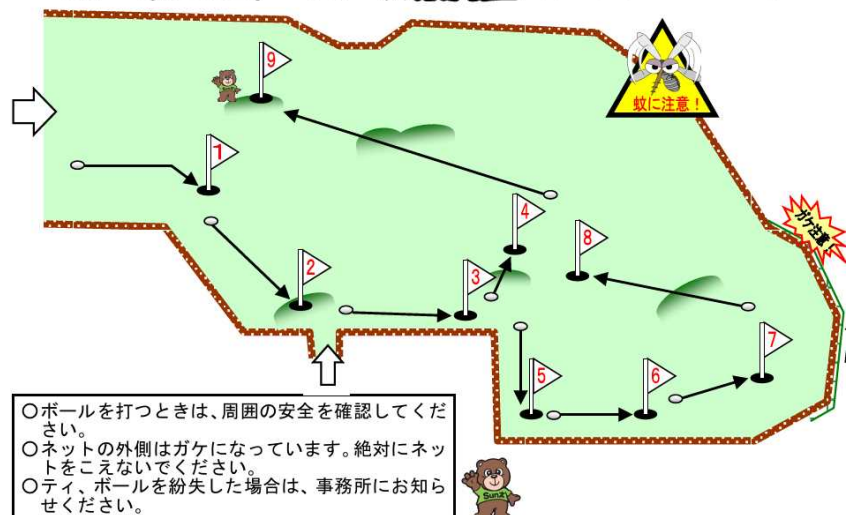 9
蚊に注意！
1
ガケ注意！
4
8
2
3
7
5
6
○ボールを打つときは、周囲の安全を確認してくだ
さい。
○ネットの外側はガケになっています。絶対にネッ
トをこえないでください。
○ティ、ボールを紛失した場合は、事務所にお知ら
せください。
Sunz